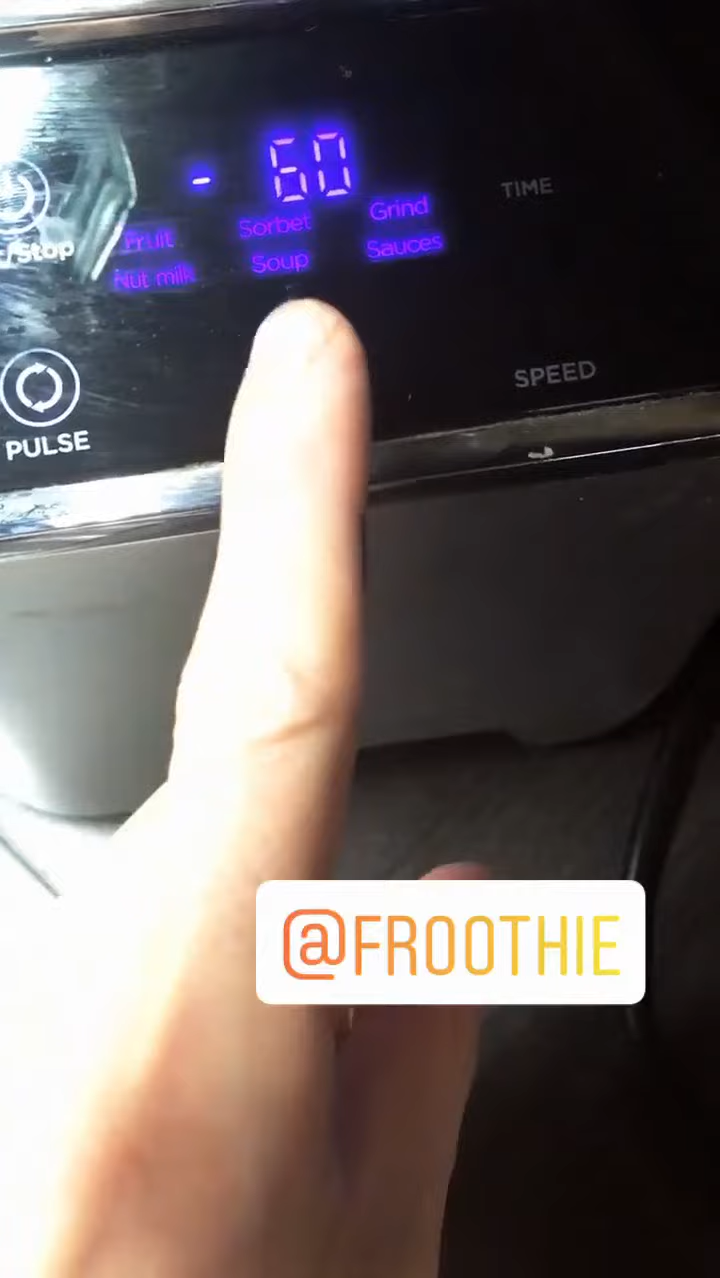 - 60
TIME
Fruit
Sorbet
Grind
/Stop
Nut milk
Soup
Sauces
SPEED
PULSE
@FROOTHIE